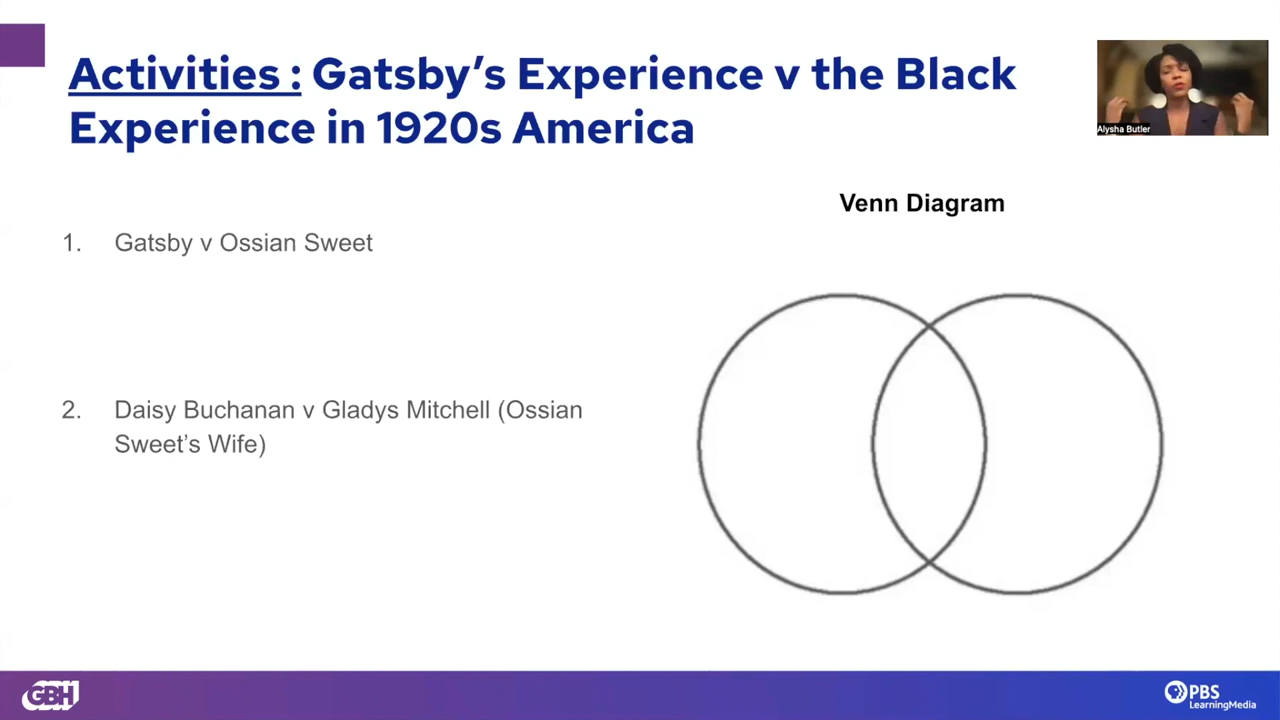 Activities : Gatsby’s Experience v the Black
Experience in 1920s America
Alysha Butler
Venn Diagram
1. Gatsby v Ossian Sweet
2. Daisy Buchanan v Gladys Mitchell (Ossian
Sweet’s Wife)
GBH
PBS
LearningMedia